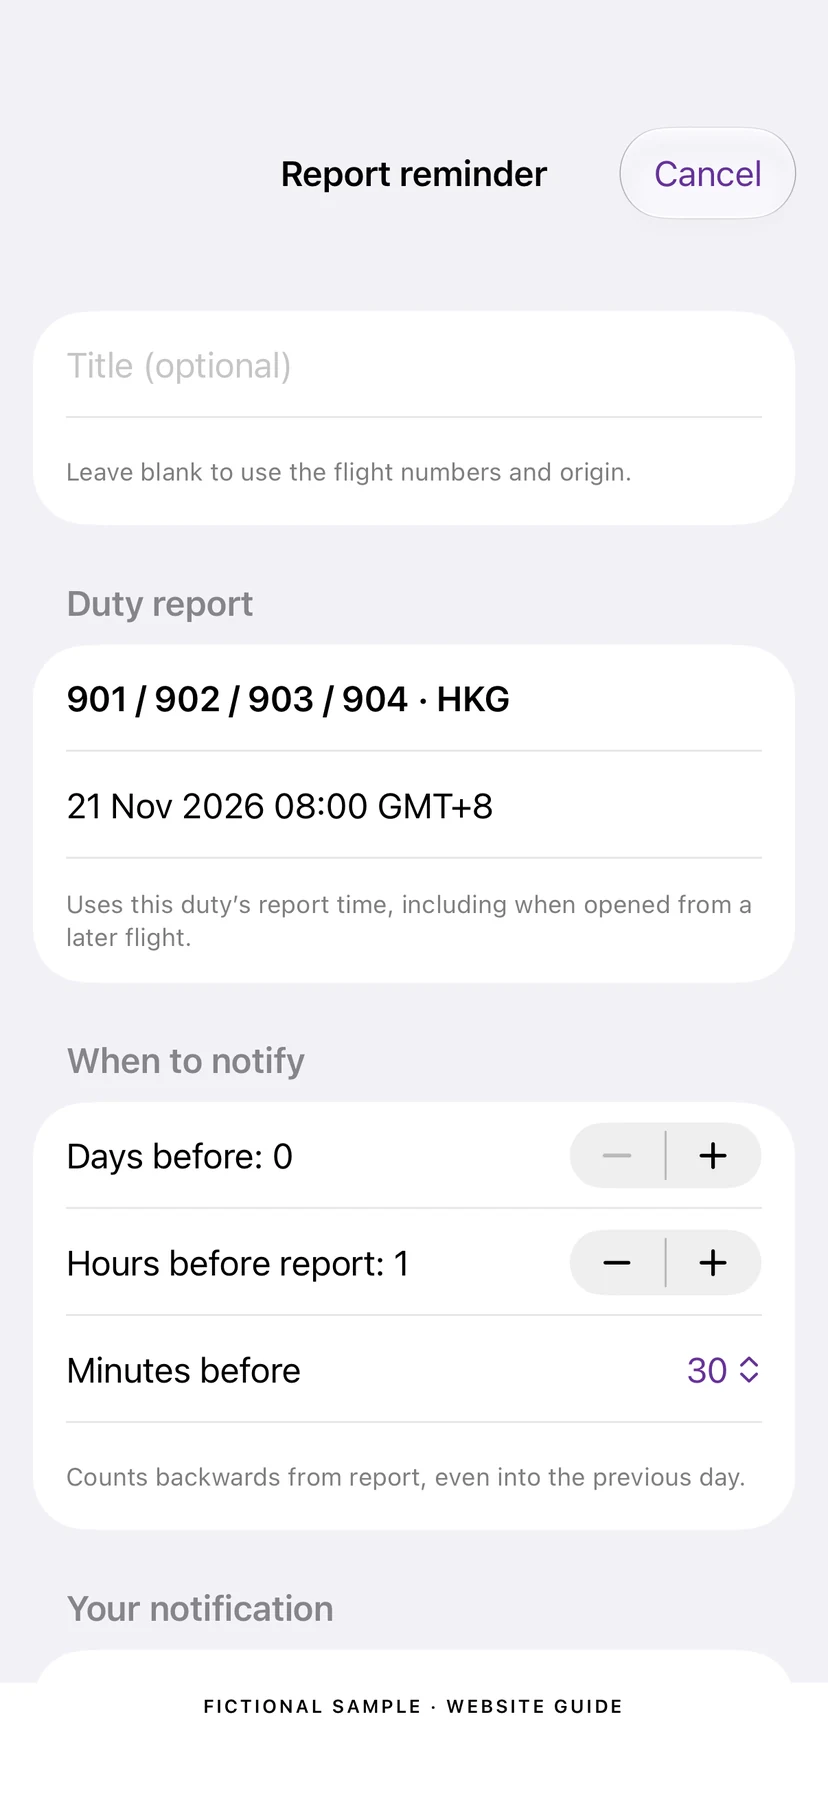 Report reminder
Cancel
Title (optional)
Leave blank to use the flight numbers and origin.
Duty report
901 / 902 / 903 / 904 · HKG
21 Nov 2026 08:00 GMT+8
Uses this duty’s report time, including when opened from a
later flight.
When to notify
Days before: 0
Hours before report: 1
Minutes before
30
Counts backwards from report, even into the previous day.
Your notification
FICTIONAL SAMPLE · WEBSITE GUIDE